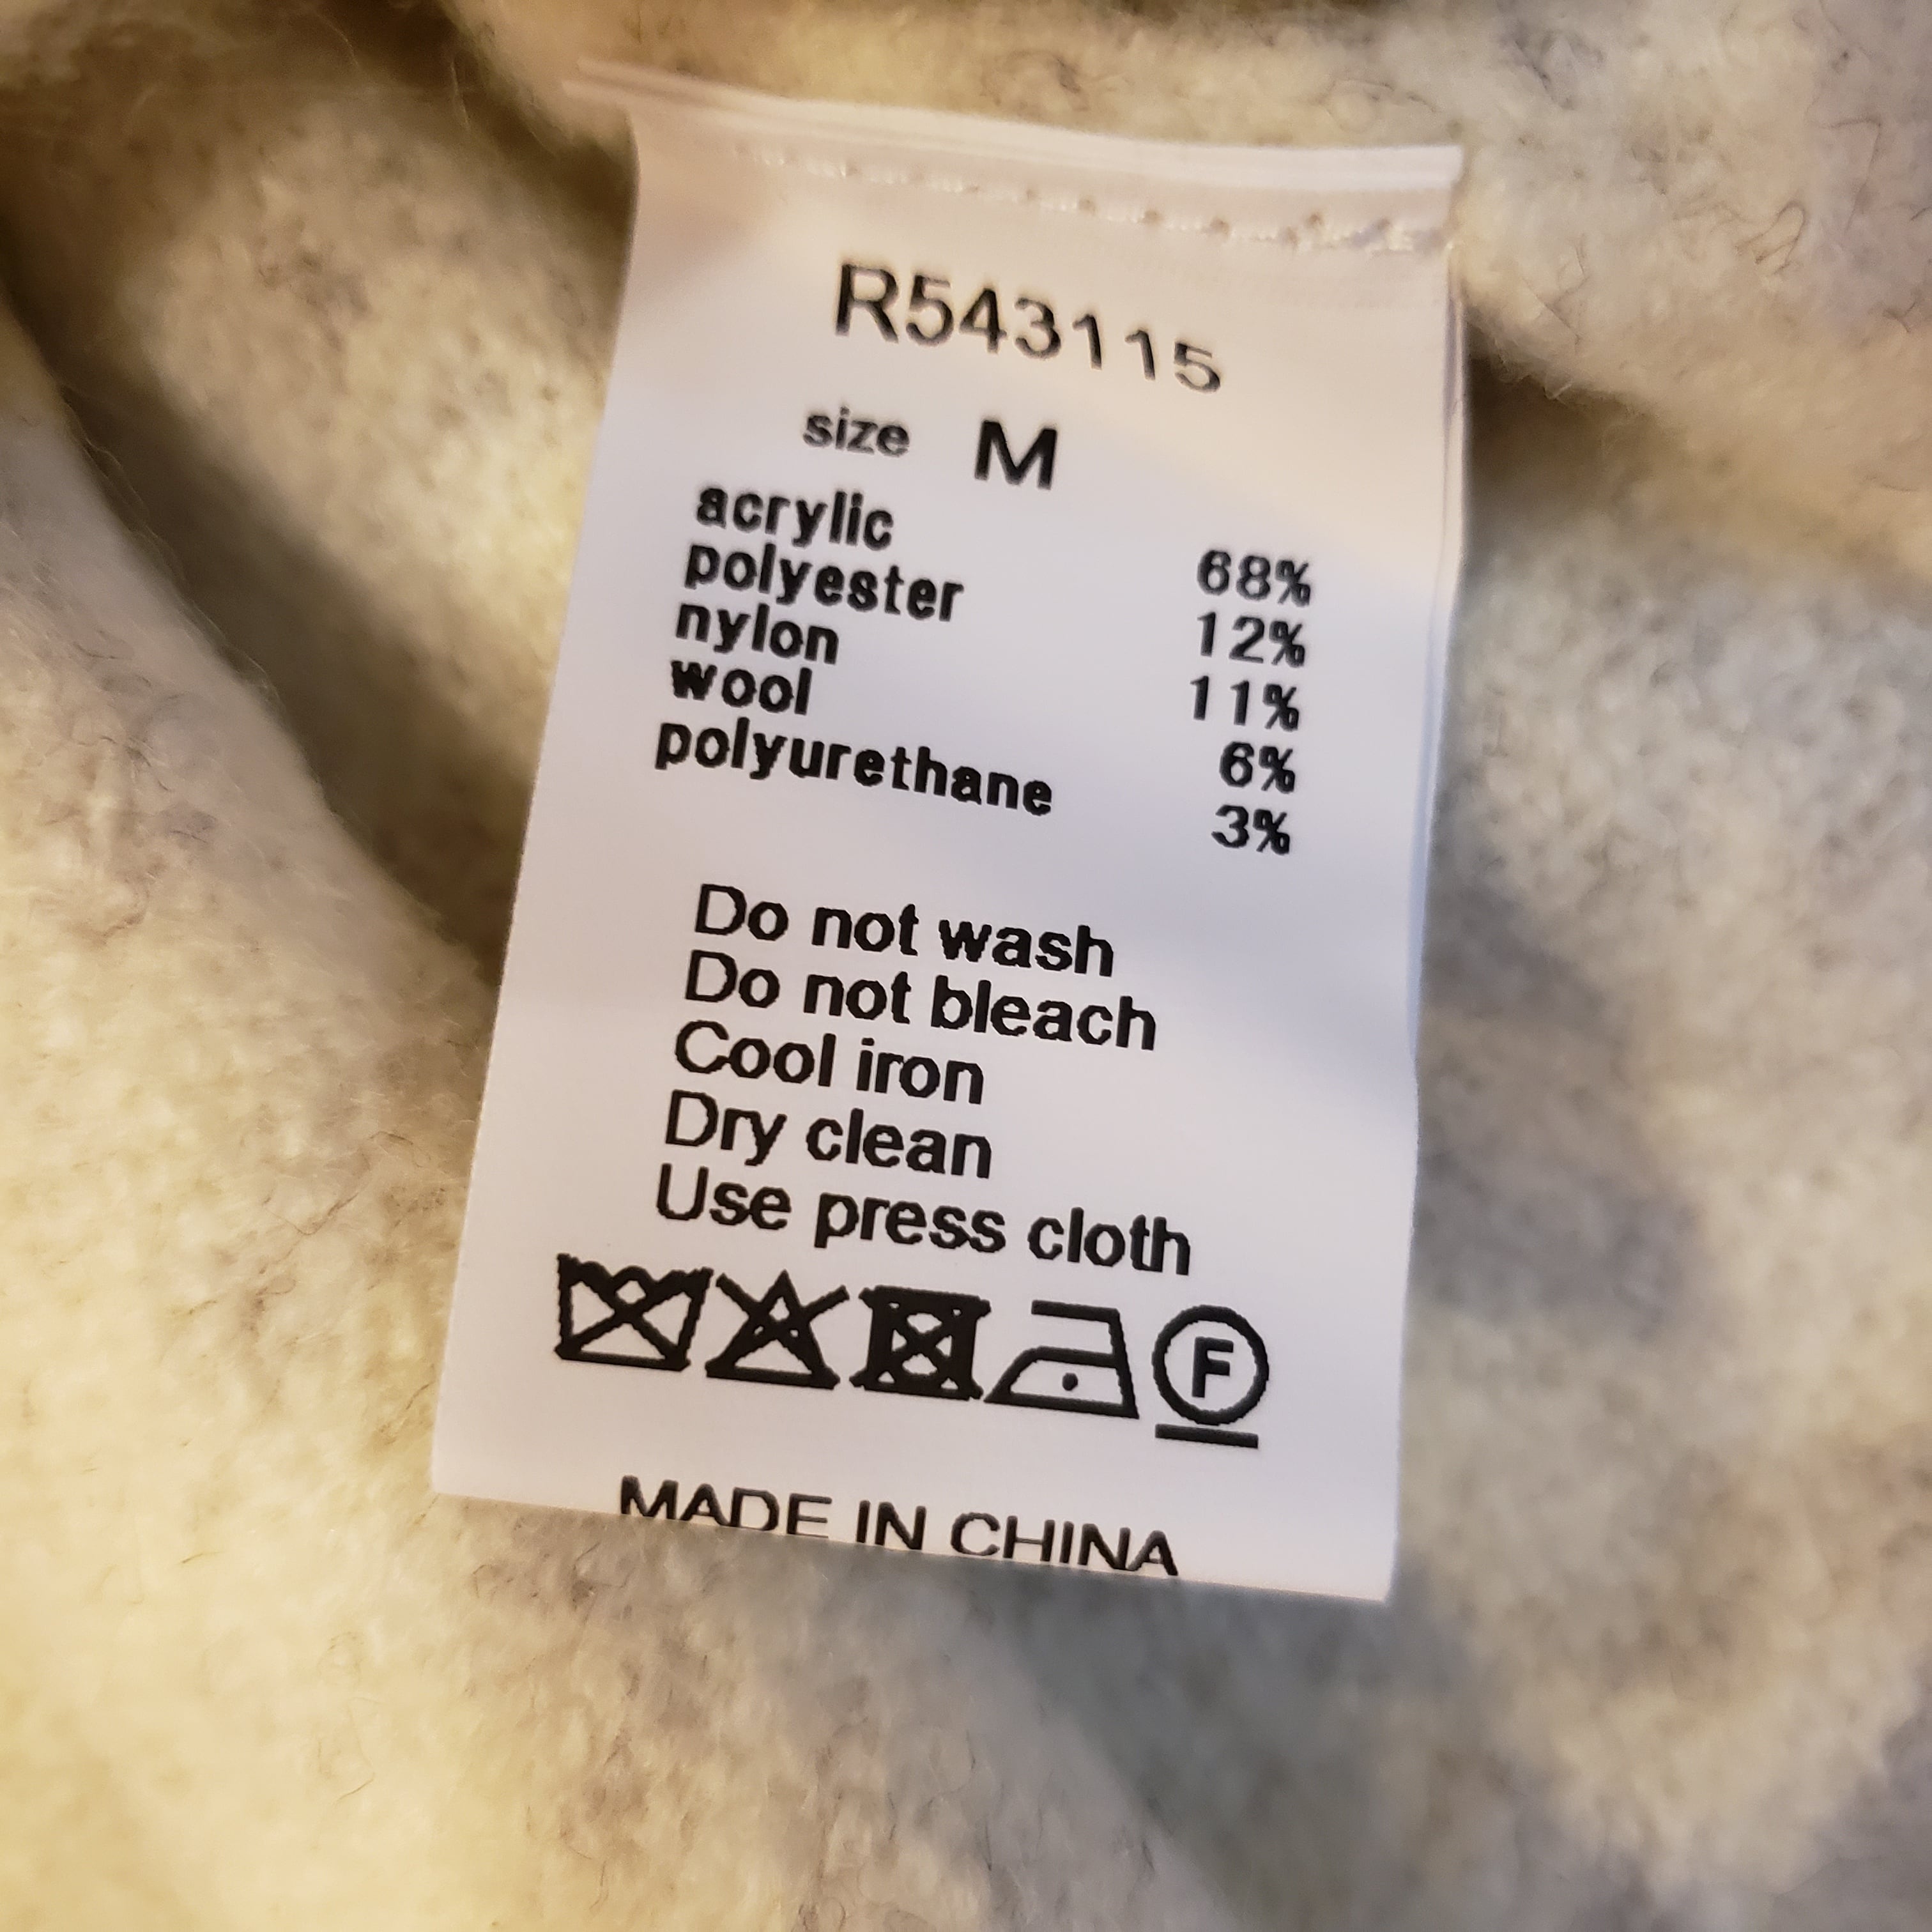 R543115
size M
acrylic 68%
polyester 12%
nylon 11%
wool 6%
polyurethane 3%
Do not wash
Do not bleach
Cool iron
Dry clean
Use press cloth
F
MADE IN CHINA